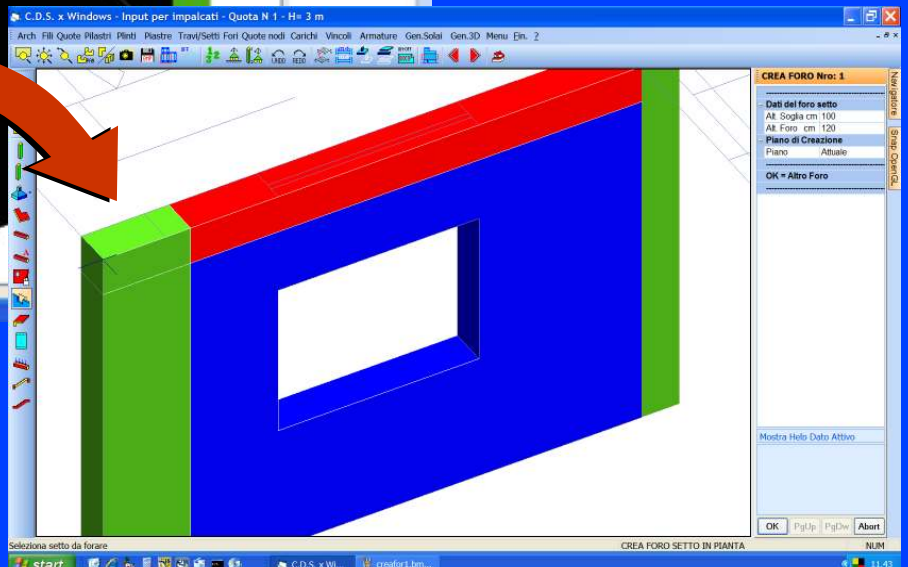 C.D.S. x Windows - Input per impalcati - Quota N 1 - H= 3 m
Arch Fili Quote Pilastri Plinti Piastre Travi/Setti Fori Quote nodi Carichi Vincoli Armature Gen.Solai Gen.3D Menu Fin. ?
CREA FORO Nro: 1
Dati del foro setto
Alt. Soglia cm 100
Alt. Foro cm 120
Piano di Creazione
Piano Attuale
OK = Altro Foro
Navigatore
Snap OpenGL
Mostra Help Dato Attivo
OK PgUp PgDw Abort
Seleziona setto da forare CREA FORO SETTO IN PIANTA NUM
start C.D.S. x Wi... creafor1.bm... 11.43